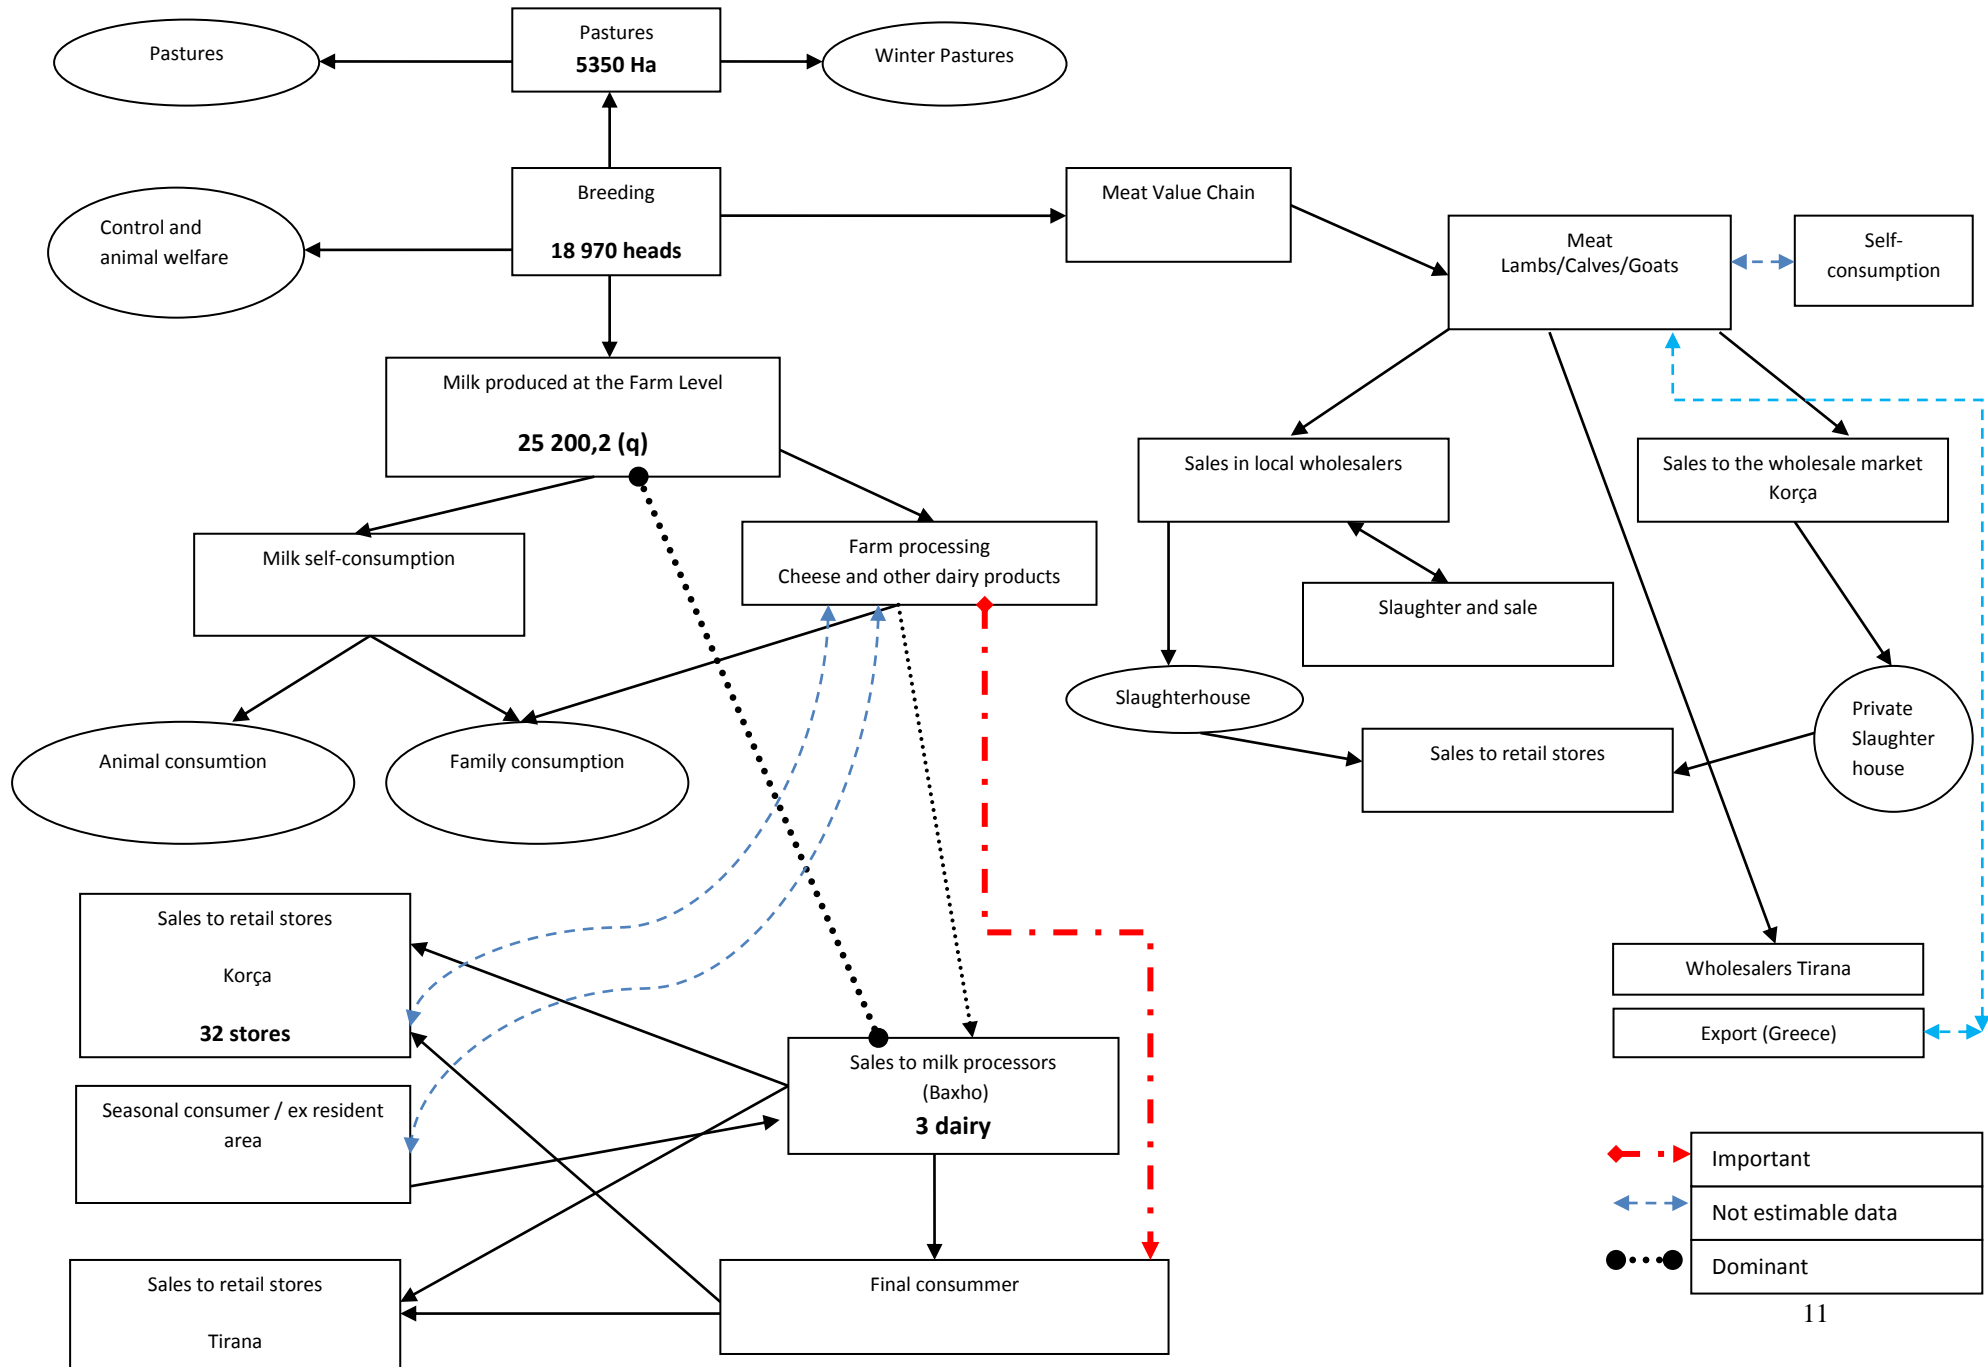 Pastures
Pastures
5350 Ha
Winter Pastures
Breeding
18 970 heads
Control and
animal welfare
Meat Value Chain
Meat
Lambs/Calves/Goats
Self-
consumption
Milk produced at the Farm Level
25 200,2 (q)
Sales in local wholesalers
Sales to the wholesale market
Korça
Milk self-consumption
Farm processing
Cheese and other dairy products
Slaughter and sale
Slaughterhouse
Private
Slaughter
house
Animal consumtion
Family consumption
Sales to retail stores
Sales to retail stores
Korça
32 stores
Wholesalers Tirana
Export (Greece)
Sales to milk processors
(Baxho)
3 dairy
Seasonal consumer / ex resident
area
Important
Not estimable data
Dominant
Sales to retail stores
Tirana
Final consummer
11